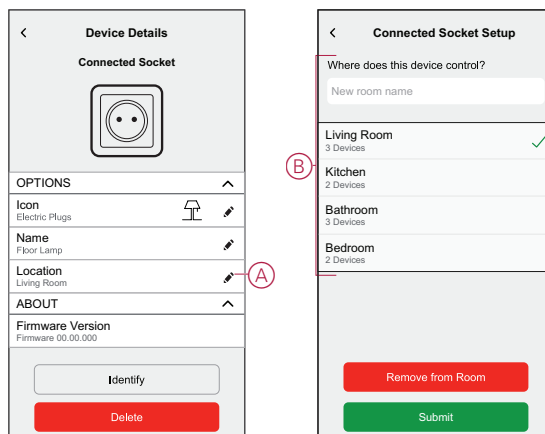 Device Details
Connected Socket
OPTIONS
Icon
Electric Plugs
Name
Floor Lamp
Location
Living Room
A
ABOUT
Firmware Version
Firmware 00.00.000
Identify
Delete
Connected Socket Setup
B
Where does this device control?
New room name
Living Room
3 Devices
Kitchen
2 Devices
Bathroom
3 Devices
Bedroom
2 Devices
Remove from Room
Submit